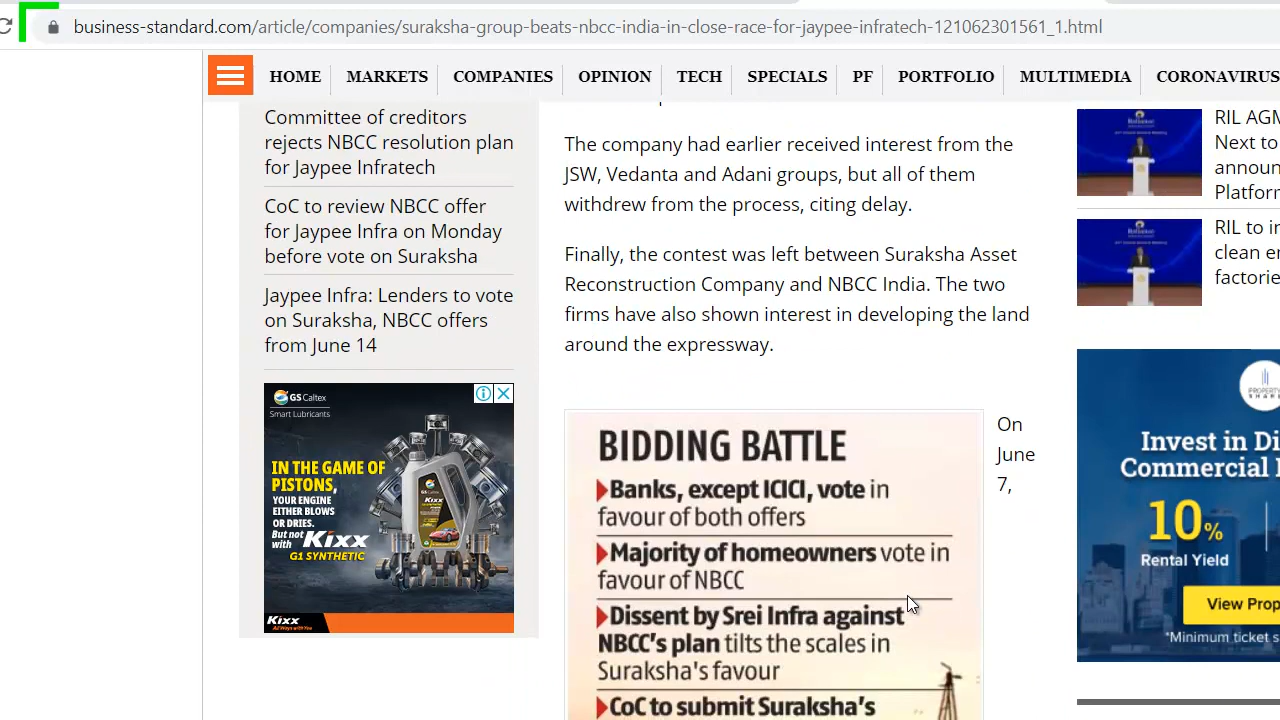 business-standard.com/article/companies/suraksha-group-beats-nbcc-india-in-close-race-for-jaypee-infratech-121062301561_1.html
HOME MARKETS COMPANIES OPINION TECH SPECIALS PF PORTFOLIO MULTIMEDIA CORONAVIRUS
Committee of creditors
rejects NBCC resolution plan
for Jaypee Infratech
CoC to review NBCC offer
for Jaypee Infra on Monday
before vote on Suraksha
Jaypee Infra: Lenders to vote
on Suraksha, NBCC offers
from June 14
GS Caltex
Smart Lubricants
IN THE GAME OF
PISTONS,
YOUR ENGINE
EITHER BLOWS
OR DRIES.
But not
with Kixx
G1 SYNTHETIC
Kixx
The company had earlier received interest from the
JSW, Vedanta and Adani groups, but all of them
withdrew from the process, citing delay.
Finally, the contest was left between Suraksha Asset
Reconstruction Company and NBCC India. The two
firms have also shown interest in developing the land
around the expressway.
BIDDING BATTLE
Banks, except ICICI, vote in
favour of both offers
Majority of homeowners vote in
favour of NBCC
Dissent by Srei Infra against
NBCC's plan tilts the scales in
Suraksha's favour
CoC to submit Suraksha's
On
June
7,
RIL AGM
Next to
announ
Platfor
RIL to in
clean en
factorie
PROPERTY
SHARE
Invest in Di
Commercial
10%
Rental Yield
View Prop
*Minimum ticket s